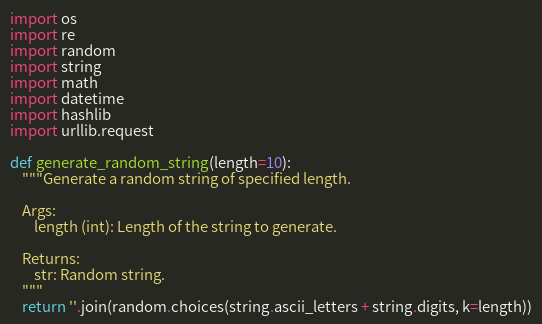 import os
import re
import random
import string
import math
import datetime
import hashlib
import urllib.request

def generate_random_string(length=10):
    """Generate a random string of specified length.

    Args:
        length (int): Length of the string to generate.

    Returns:
        str: Random string.
    """
    return ''.join(random.choices(string.ascii_letters + string.digits, k=length))